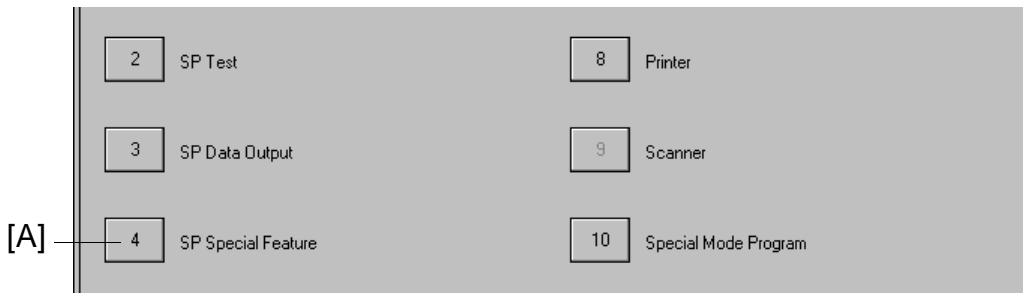 2 SP Test 8 Printer
3 SP Data Output 9 Scanner
[A] 4 SP Special Feature 10 Special Mode Program